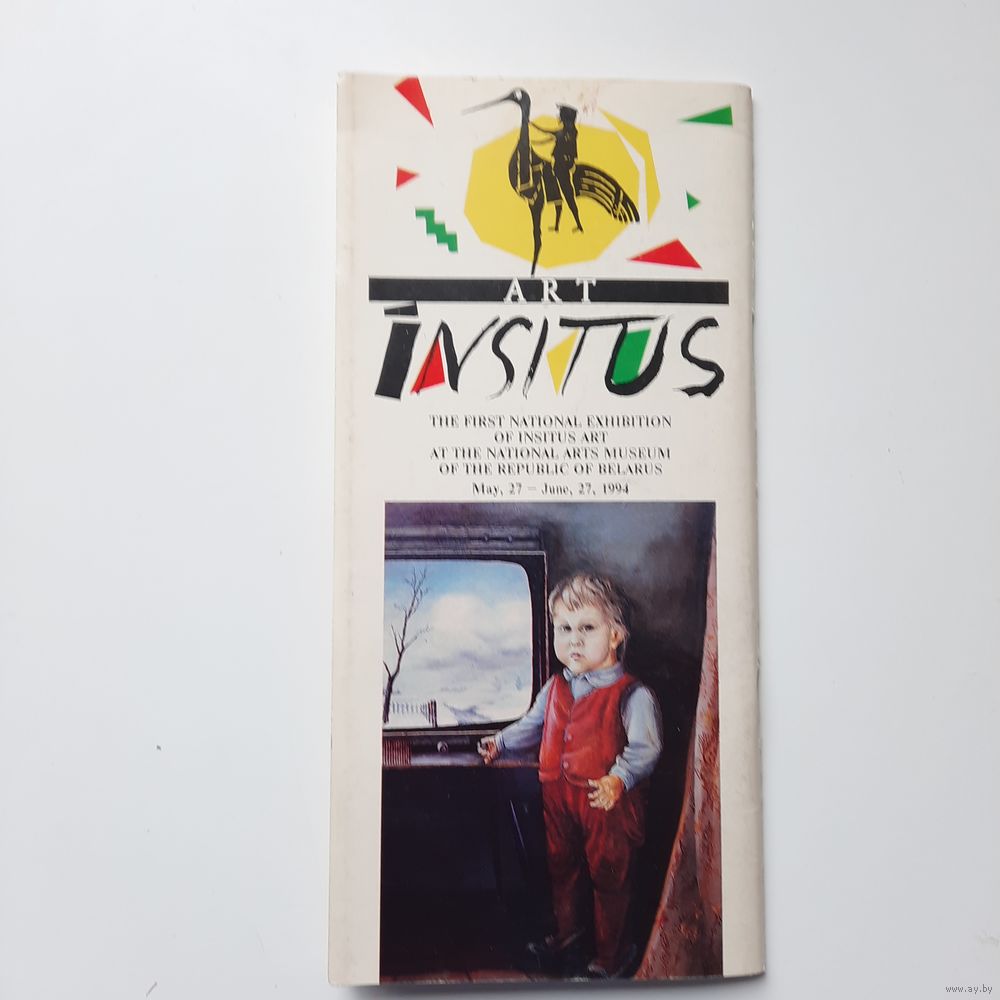 ART
INSITUS
THE FIRST NATIONAL EXHIBITION
OF INSITUS ART
AT THE NATIONAL ARTS MUSEUM
OF THE REPUBLIC OF BELARUS
May, 27 – June, 27, 1994
www.ay.by